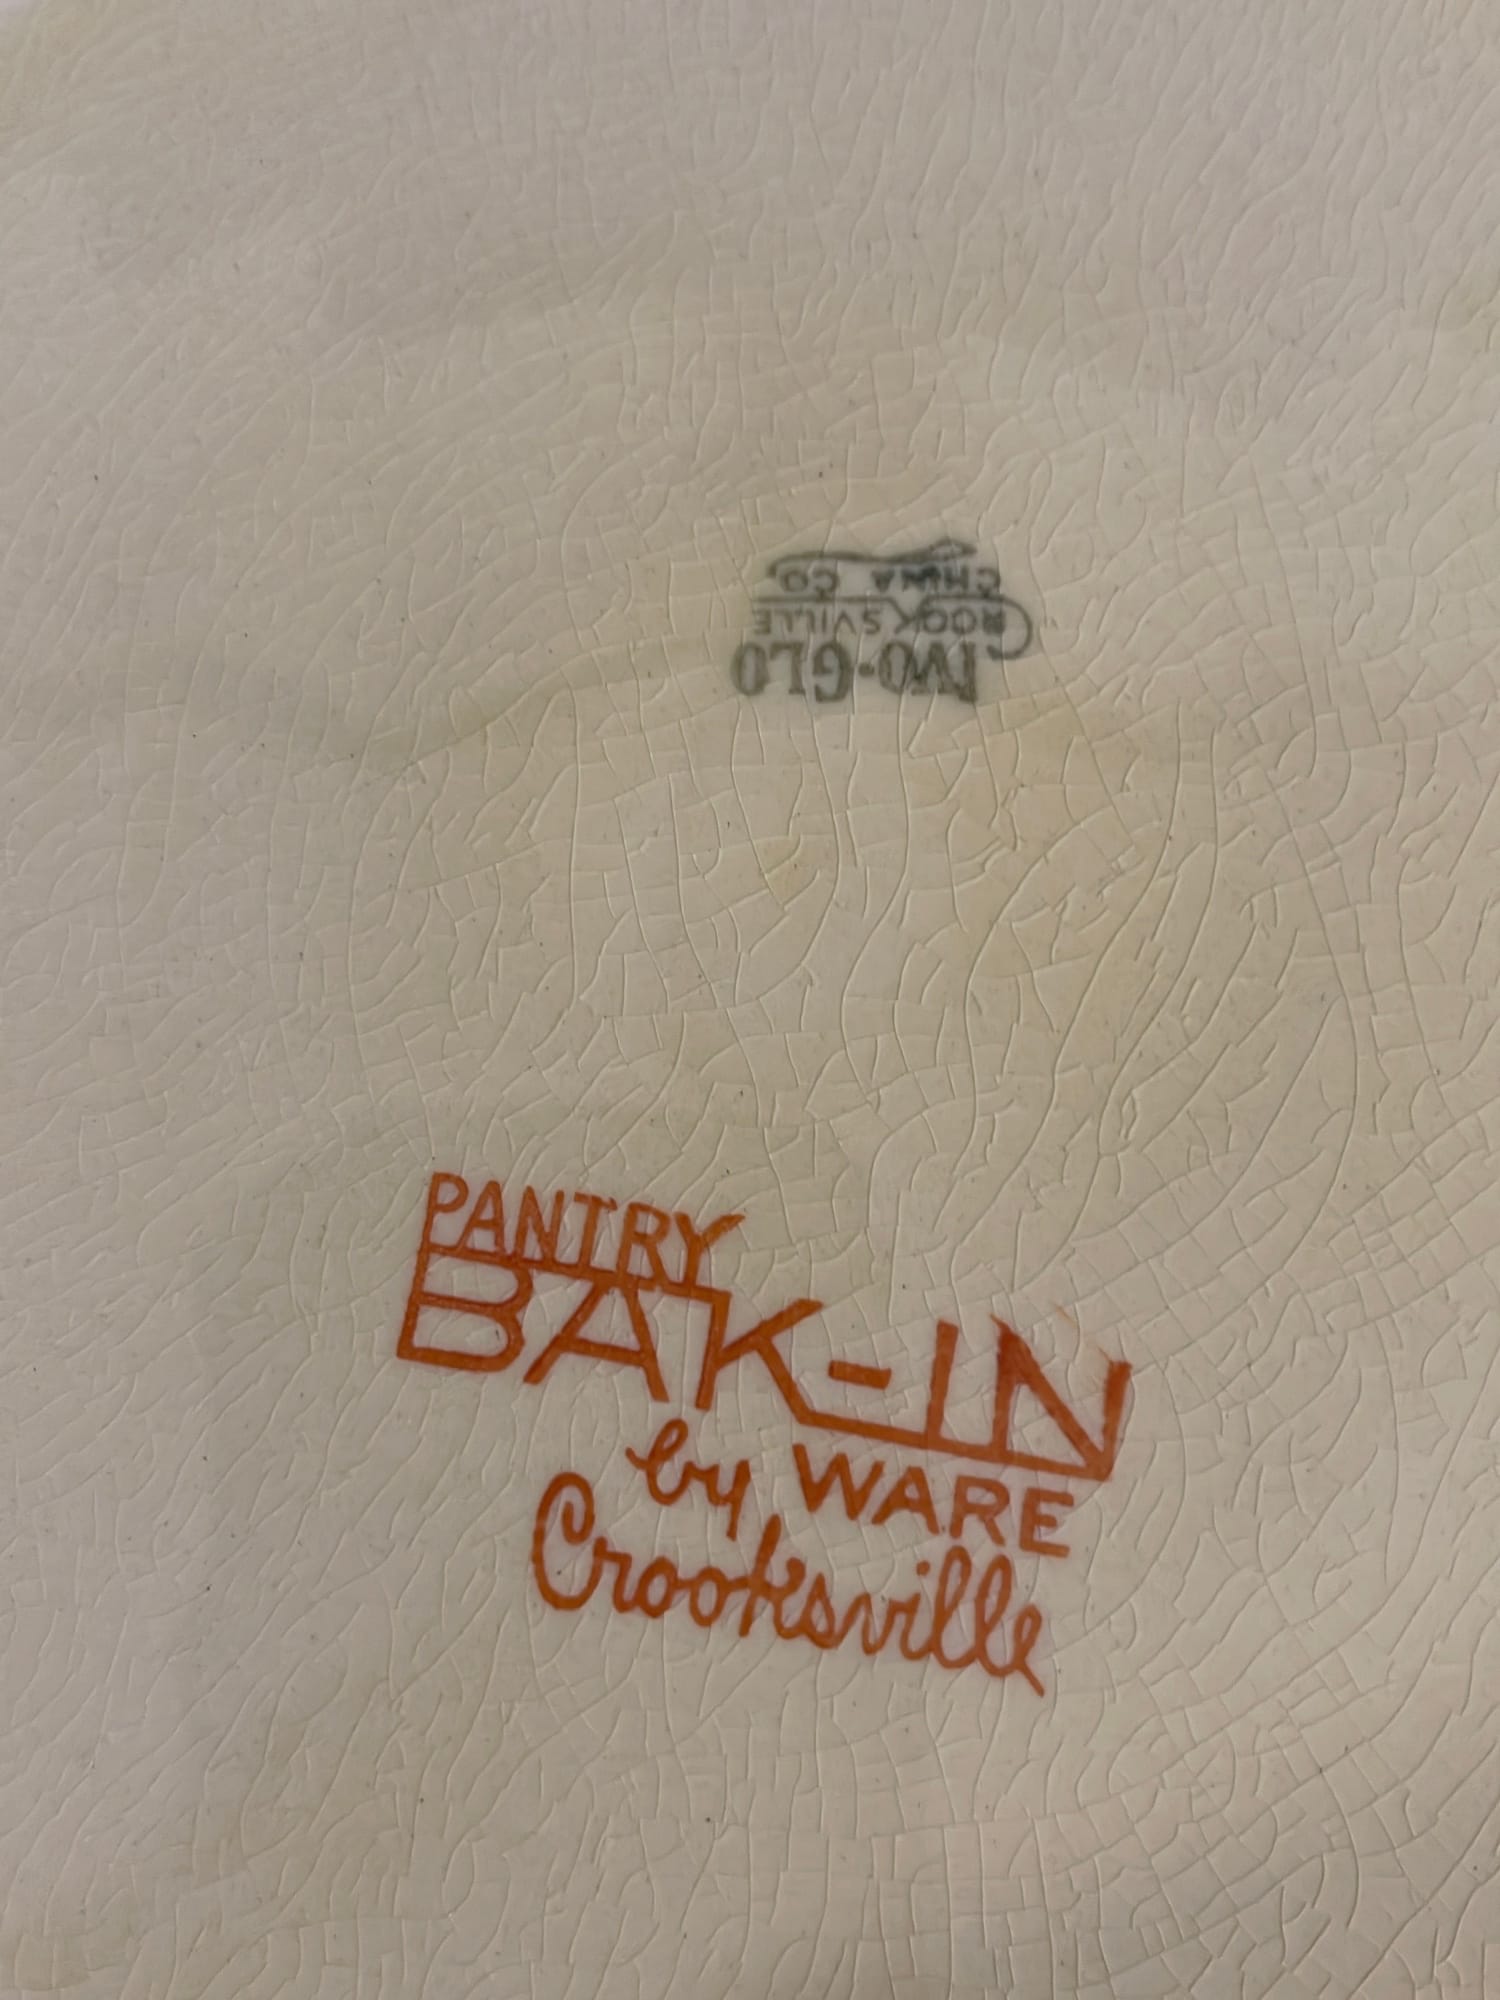 IVO-GLO
CROOKSVILLE
CHINA CO.
PANTRY
BAK-IN
by WARE
Crooksville